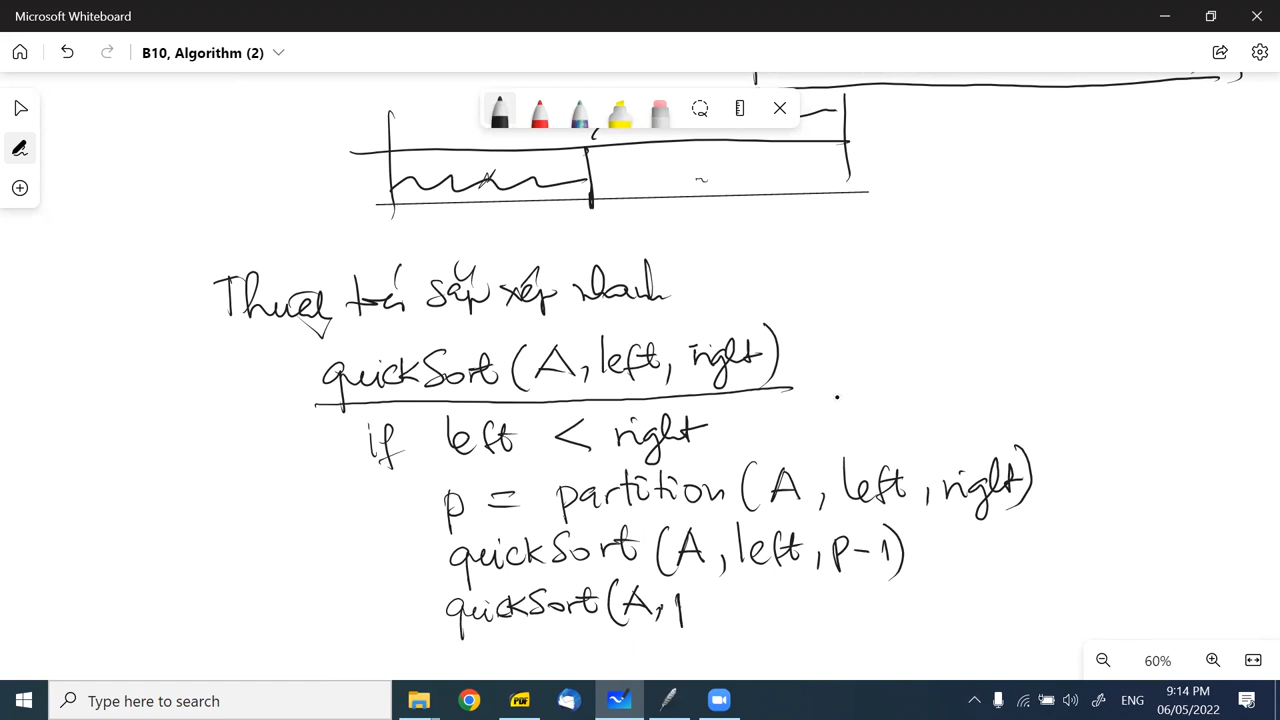 Microsoft Whiteboard
B10, Algorithm (2)
Thuật toán sắp xếp nhanh
quickSort (A, left, right)
if left < right
p = partition (A, left, right)
quickSort (A, left, p-1)
quickSort (A,
60%
Type here to search
PDF
ENG
9:14 PM
06/05/2022